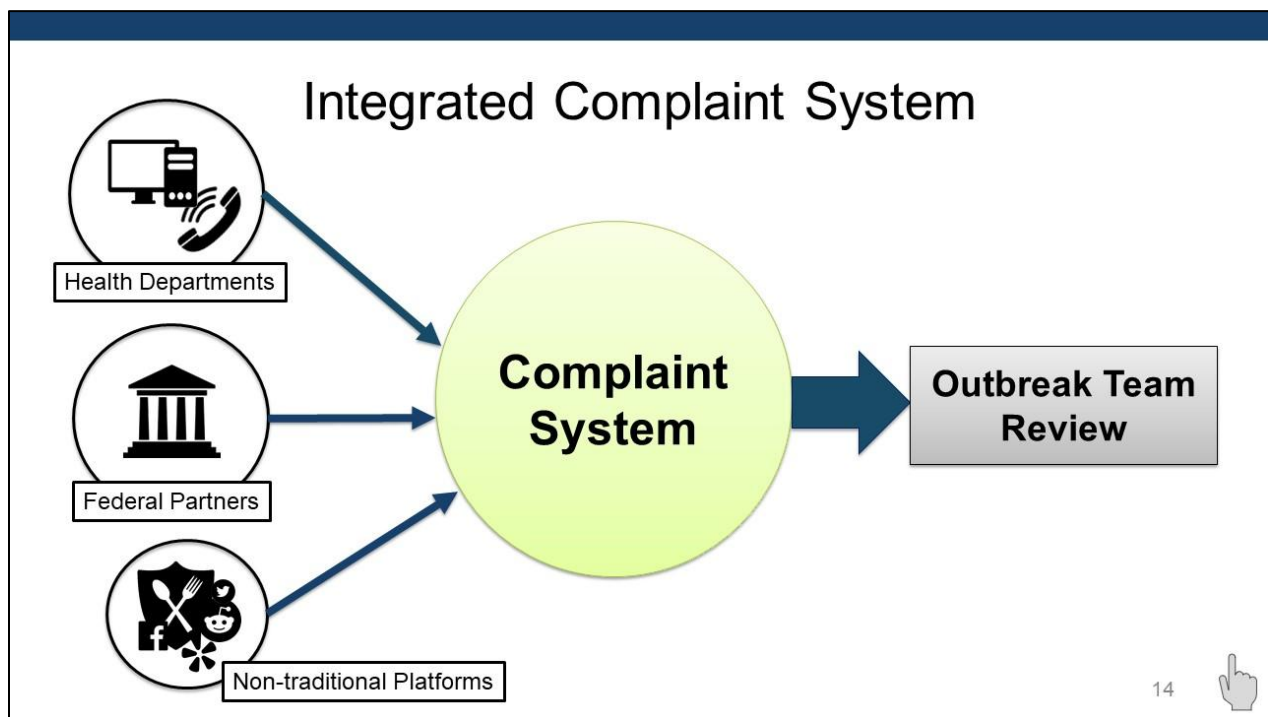 Integrated Complaint System
Health Departments
Federal Partners
Non-traditional Platforms
Complaint
System
Outbreak Team
Review
14